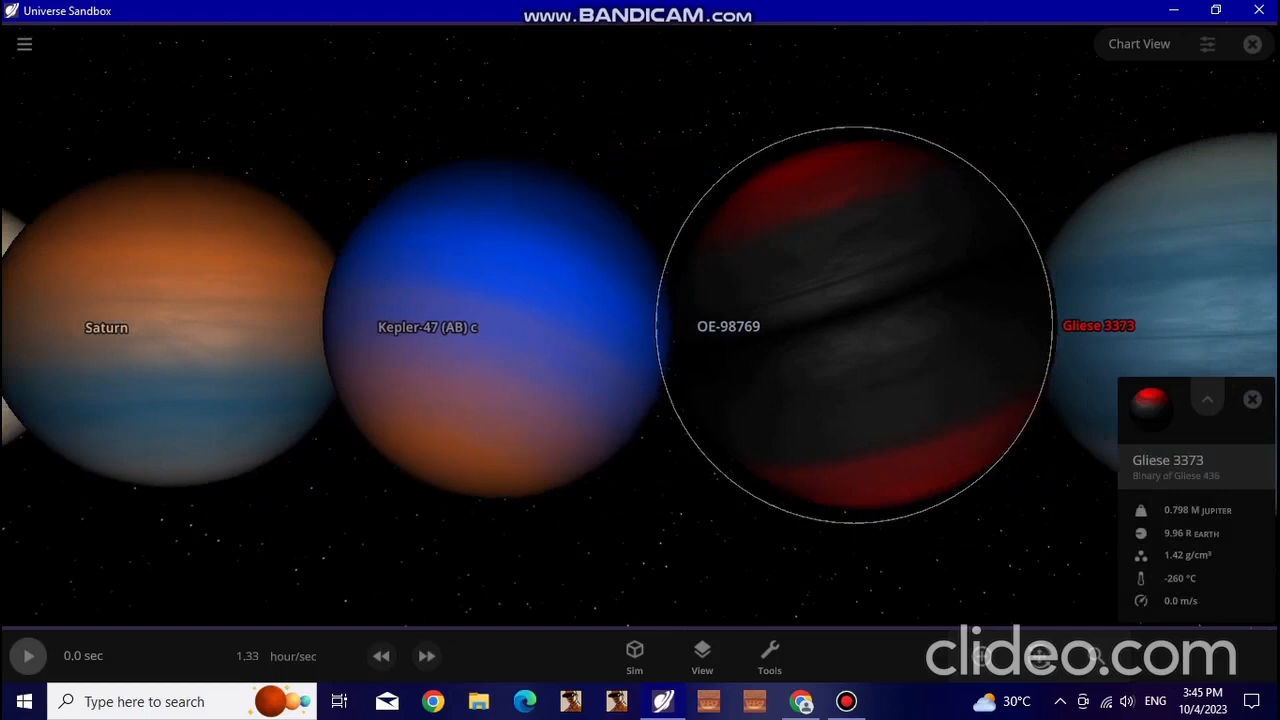 Universe Sandbox
www.BANDICAM.com
Chart View
Saturn
Kepler-47 (AB) c
OE-98769
Gliese 3373
Gliese 3373
Binary of Gliese 436
0.798 M JUPITER
9.96 R EARTH
1.42 g/cm³
-260 °C
0.0 m/s
0.0 sec
1.33 hour/sec
Sim
View
Tools
clideo.com
Type here to search
30°C
ENG
3:45 PM
10/4/2023